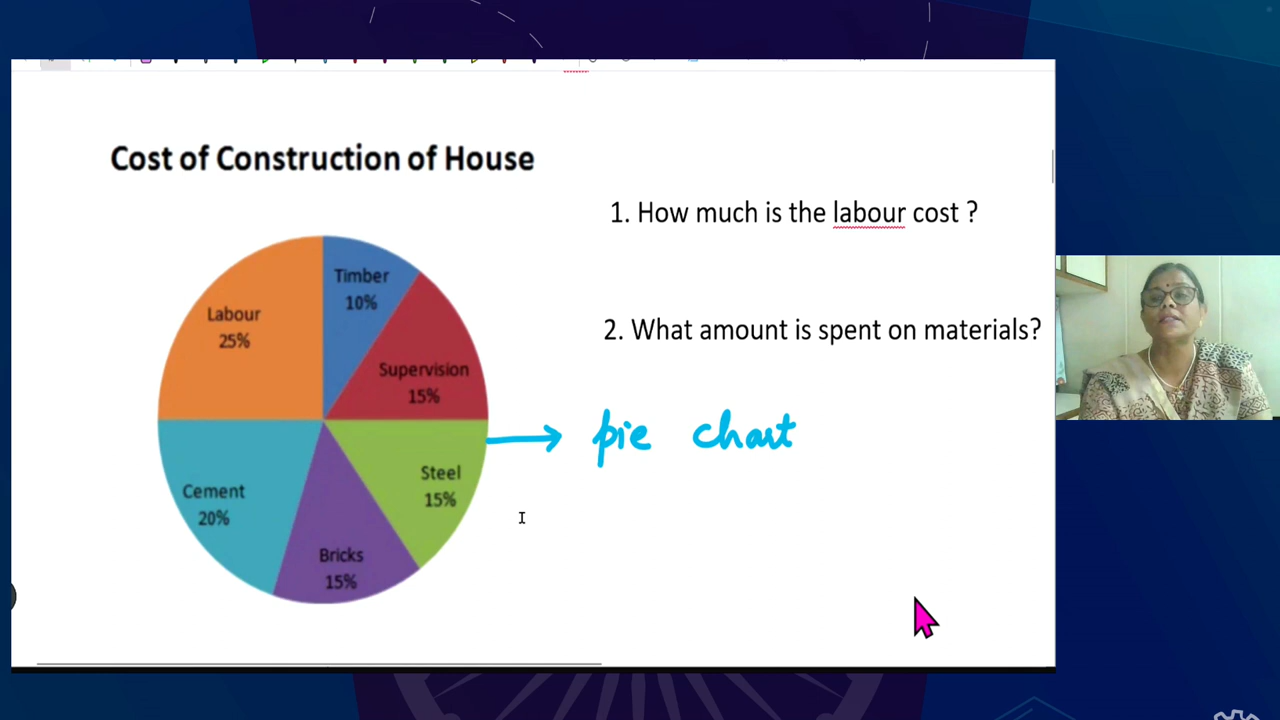 Cost of Construction of House
1. How much is the labour cost ?
Timber
10%
Labour
25%
2. What amount is spent on materials?
Supervision
15%
pie chart
Steel
15%
Cement
20%
Bricks
15%